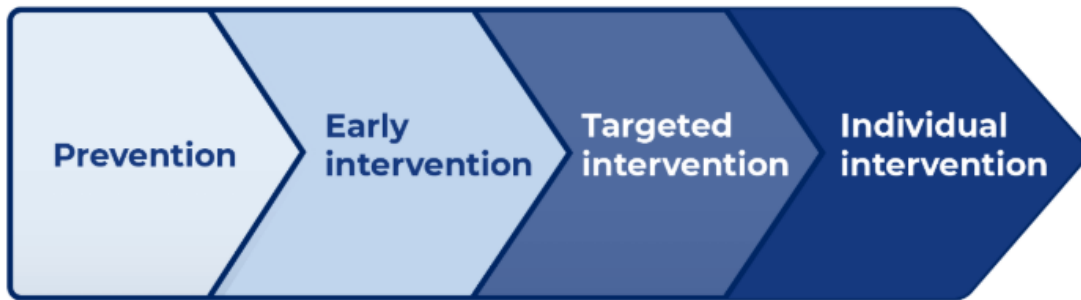 Prevention
Early
intervention
Targeted
intervention
Individual
intervention